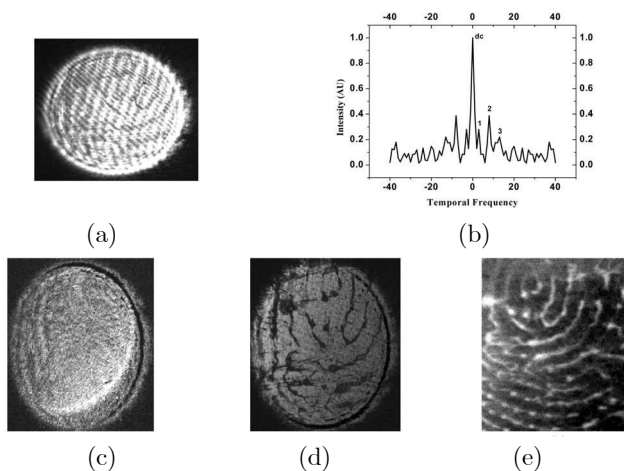 -40 -20 0 20 40
dc
1.0 1.0
0.8 0.8
0.6 0.6
0.4 0.4
0.2 0.2
0.0 0.0
1
2
3
Intensity (AU)
-40 -20 0 20 40
Temporal Frequency
(a) (b)
(c) (d) (e)